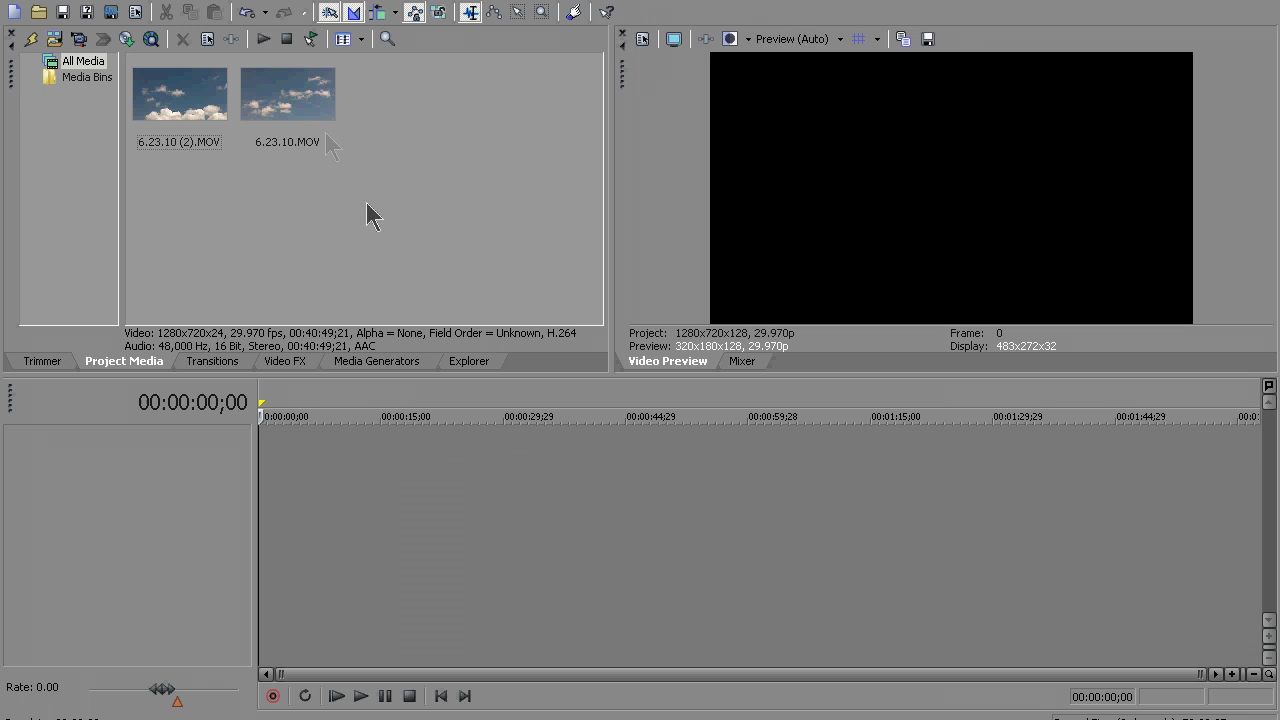 Preview (Auto)
All Media
Media Bins
6.23.10 (2).MOV
6.23.10.MOV
Video: 1280x720x24, 29.970 fps, 00:40:49;21, Alpha = None, Field Order = Unknown, H.264
Audio: 48,000 Hz, 16 Bit, Stereo, 00:40:49;21, AAC
Project: 1280x720x128, 29.970p
Frame: 0
Preview: 320x180x128, 29.970p
Display: 483x272x32
Trimmer
Project Media
Transitions
Video FX
Media Generators
Explorer
Video Preview
Mixer
00:00:00;00
0:00:00;00 00:00:15;00 00:00:29;29 00:00:44;29 00:00:59;28 00:01:15;00 00:01:29;29 00:01:44;29 00:0
Rate: 0.00
00:00:00;00